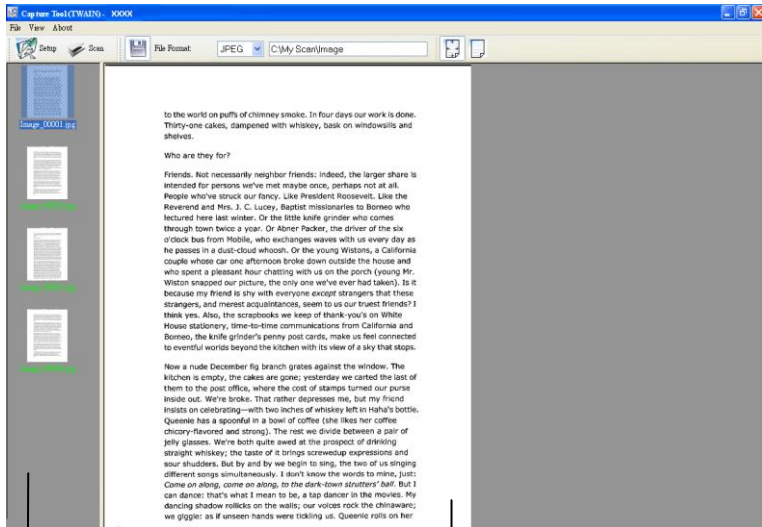 Capture Tool(TWAIN) - XXXX
File View About
Setup Scan File Format: JPEG C:\My Scan\Image
Image_00001.jpg
to the world on puffs of chimney smoke. In four days our work is done.
Thirty-one cakes, dampened with whiskey, bask on windowsills and
shelves.
Who are they for?
Friends. Not necessarily neighbor friends: indeed, the larger share is
intended for persons we've met maybe once, perhaps not at all.
People who've struck our fancy. Like President Roosevelt. Like the
Reverend and Mrs. J. C. Lucey, Baptist missionaries to Borneo who
lectured here last winter. Or the little knife grinder who comes
through town twice a year. Or Abner Packer, the driver of the six
o'clock bus from Mobile, who exchanges waves with us every day as
he passes in a dust-cloud whoosh. Or the young Wistons, a California
couple whose car one afternoon broke down outside the house and
who spent a pleasant hour chatting with us on the porch (young Mr.
Wiston snapped our picture, the only one we've ever had taken). Is it
because my friend is shy with everyone except strangers that these
strangers, and merest acquaintances, seem to us our truest friends? I
think yes. Also, the scrapbooks we keep of thank-you's on White
House stationery, time-to-time communications from California and
Borneo, the knife grinder's penny post cards, make us feel connected
to eventful worlds beyond the kitchen with its view of a sky that stops.
Now a nude December fig branch grates against the window. The
kitchen is empty, the cakes are gone; yesterday we carted the last of
them to the post office, where the cost of stamps turned our purse
inside out. We're broke. That rather depresses me, but my friend
insists on celebrating—with two inches of whiskey left in Haha's bottle.
Queenie has a spoonful in a bowl of coffee (she likes her coffee
chicory-flavored and strong). The rest we divide between a pair of
jelly glasses. We're both quite awed at the prospect of drinking
straight whiskey; the taste of it brings screwedup expressions and
sour shudders. But by and by we begin to sing, the two of us singing
different songs simultaneously. I don't know the words to mine, just:
Come on along, come on along, to the dark-town strutters' ball. But I
can dance: that's what I mean to be, a tap dancer in the movies. My
dancing shadow rollicks on the walls; our voices rock the chinaware;
we giggle: as if unseen hands were tickling us. Queenie rolls on her